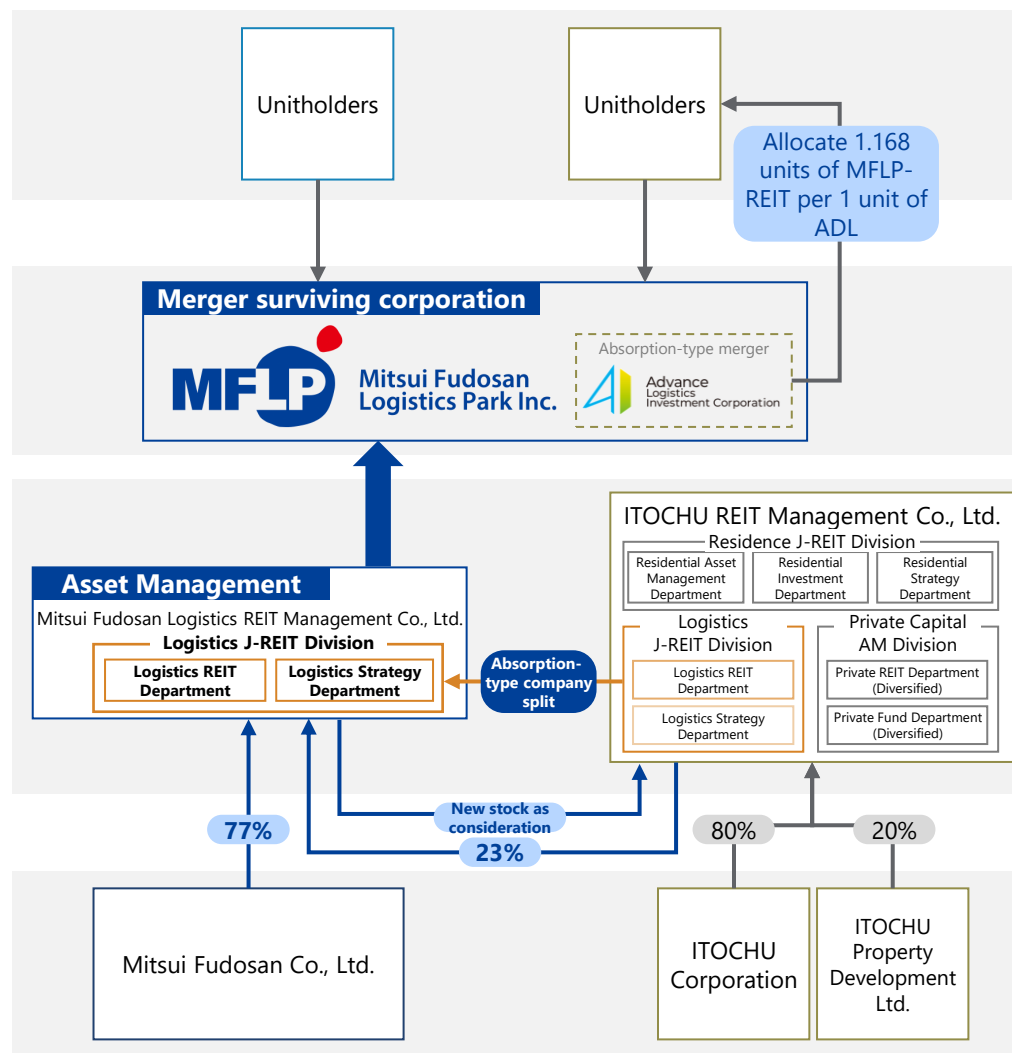 Unitholders
Unitholders
Allocate 1.168
units of MFLP-
REIT per 1 unit of
ADL
Merger surviving corporation
MFLP
Mitsui Fudosan
Logistics Park Inc.
Absorption-type merger
Advance
Logistics
Investment Corporation
Asset Management
Mitsui Fudosan Logistics REIT Management Co., Ltd.
Logistics J-REIT Division
Logistics REIT
Department
Logistics Strategy
Department
Absorption-
type company
split
ITOCHU REIT Management Co., Ltd.
Residence J-REIT Division
Residential Asset
Management
Department
Residential
Investment
Department
Residential
Strategy
Department
Logistics
J-REIT Division
Logistics REIT
Department
Logistics Strategy
Department
Private Capital
AM Division
Private REIT Department
(Diversified)
Private Fund Department
(Diversified)
77%
New stock as
consideration
23%
80%
20%
Mitsui Fudosan Co., Ltd.
ITOCHU
Corporation
ITOCHU
Property
Development
Ltd.